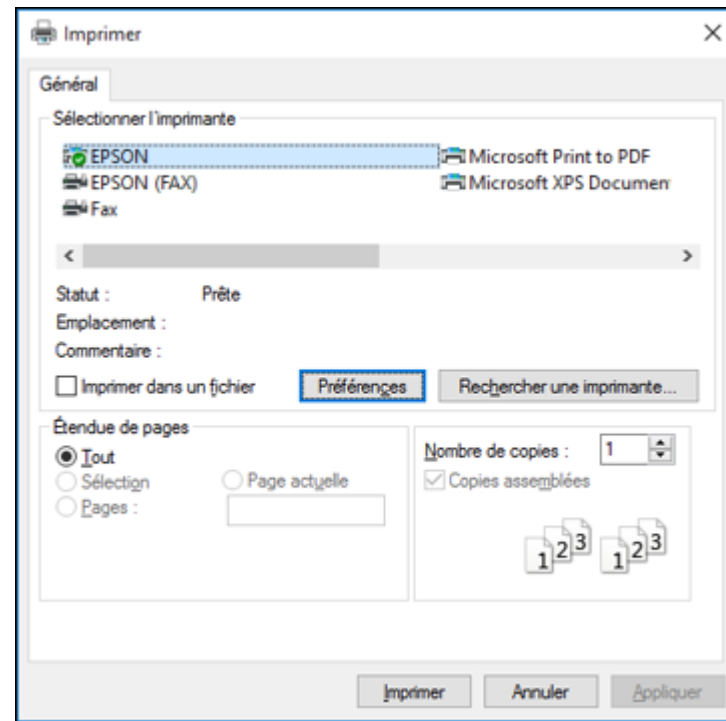 Imprimer
Général
Sélectionner l'imprimante
EPSON
Microsoft Print to PDF
EPSON (FAX)
Microsoft XPS Documen
Fax
Statut : Prête
Emplacement :
Commentaire :
Imprimer dans un fichier
Préférences
Rechercher une imprimante...
Étendue de pages
Tout
Sélection
Page actuelle
Pages :
Nombre de copies : 1
Copies assemblées
1 2 3 1 2 3
Imprimer
Annuler
Appliquer